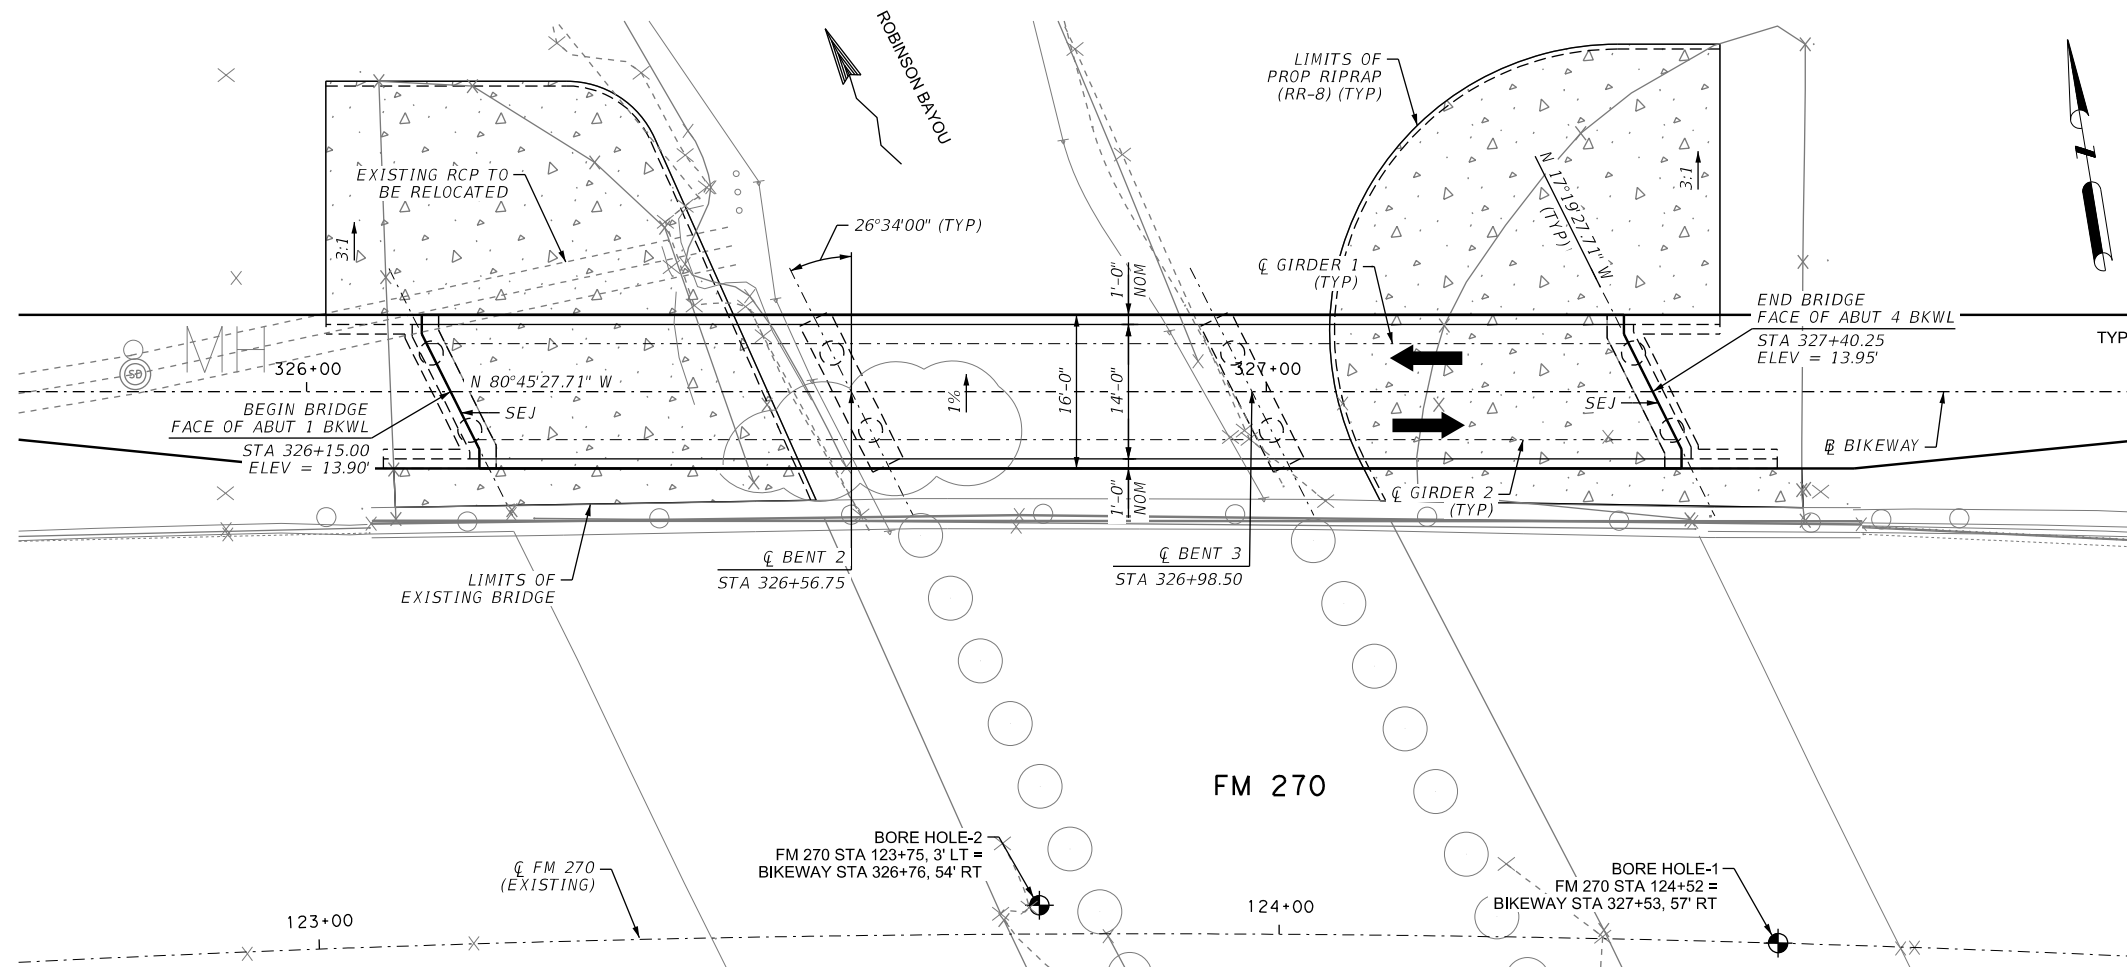 ROBINSON BAYOU
LIMITS OF
PROP RIPRAP
(RR-8) (TYP)
EXISTING RCP TO
BE RELOCATED
3:1
26°34'00" (TYP)
1'-0"
NOM
℄ GIRDER 1
(TYP)
N 17°19'27.71" W
(TYP)
3:1
END BRIDGE
FACE OF ABUT 4 BKWL
STA 327+40.25
ELEV = 13.95'
TYP
MH
SD
326+00
N 80°45'27.71" W
SEJ
BEGIN BRIDGE
FACE OF ABUT 1 BKWL
STA 326+15.00
ELEV = 13.90'
1%
16'-0"
14'-0"
327+00
SEJ
B BIKEWAY
1'-0"
NOM
℄ GIRDER 2
(TYP)
℄ BENT 2
STA 326+56.75
℄ BENT 3
STA 326+98.50
LIMITS OF
EXISTING BRIDGE
FM 270
BORE HOLE-2
FM 270 STA 123+75, 3' LT =
BIKEWAY STA 326+76, 54' RT
℄ FM 270
(EXISTING)
BORE HOLE-1
FM 270 STA 124+52 =
BIKEWAY STA 327+53, 57' RT
123+00
124+00